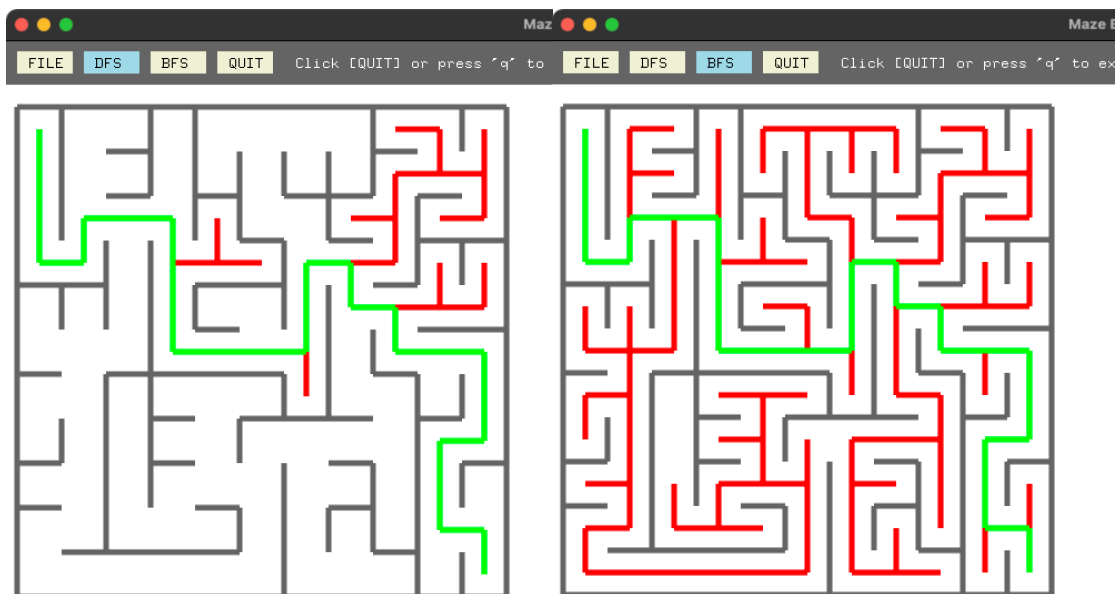 Maz
FILE DFS BFS QUIT Click [QUIT] or press 'q' to
Maze E
FILE DFS BFS QUIT Click [QUIT] or press 'q' to ex